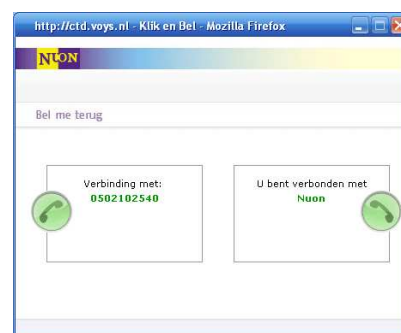 http://ctd.voys.nl - Klik en Bel - Mozilla Firefox
NUON
Bel me terug
Verbinding met:
0502102540
U bent verbonden met
Nuon